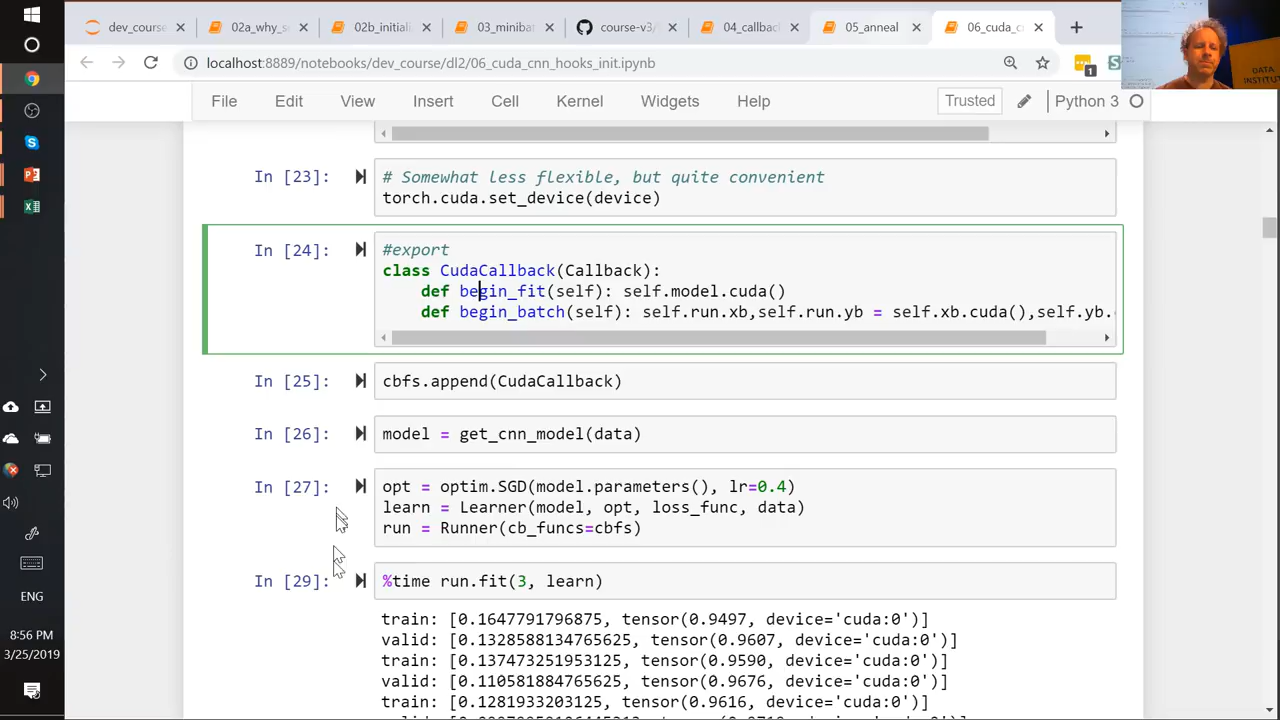 dev_course
02a_why_s
02b_initiali
03_minibat
course-v3/
04_callbac
05_anneal
06_cuda_c
localhost:8889/notebooks/dev_course/dl2/06_cuda_cnn_hooks_init.ipynb
1
DATA
INSTITU
File Edit View Insert Cell Kernel Widgets Help Trusted Python 3
In [23]:
# Somewhat less flexible, but quite convenient
torch.cuda.set_device(device)
In [24]:
#export
class CudaCallback(Callback):
def begin_fit(self): self.model.cuda()
def begin_batch(self): self.run.xb,self.run.yb = self.xb.cuda(),self.yb.
In [25]:
cbfs.append(CudaCallback)
In [26]:
model = get_cnn_model(data)
In [27]:
opt = optim.SGD(model.parameters(), lr=0.4)
learn = Learner(model, opt, loss_func, data)
run = Runner(cb_funcs=cbfs)
In [29]:
%time run.fit(3, learn)
train: [0.1647791796875, tensor(0.9497, device='cuda:0')]
valid: [0.1328588134765625, tensor(0.9607, device='cuda:0')]
train: [0.137473251953125, tensor(0.9590, device='cuda:0')]
valid: [0.110581884765625, tensor(0.9676, device='cuda:0')]
train: [0.1281933203125, tensor(0.9616, device='cuda:0')]
ENG
8:56 PM
3/25/2019